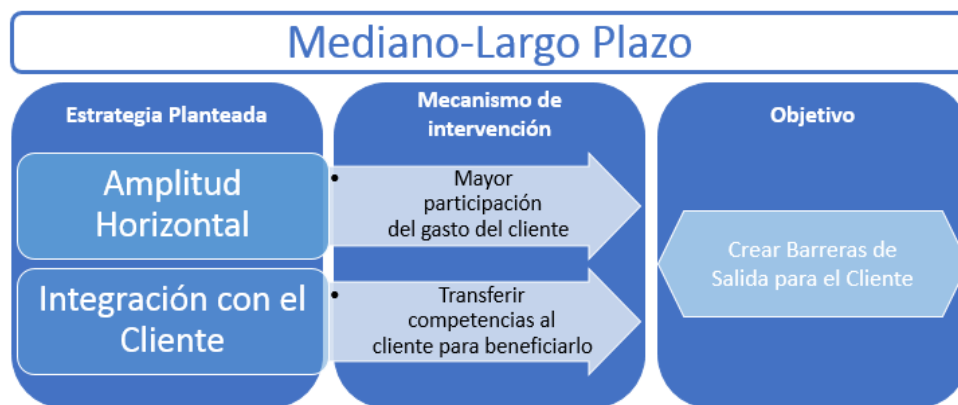 Mediano-Largo Plazo
Estrategia Planteada
Mecanismo de
intervención
Objetivo
Amplitud
Horizontal
• Mayor
participación
del gasto del cliente
Integración con el
Cliente
• Transferir
competencias al
cliente para beneficiarlo
Crear Barreras de
Salida para el Cliente